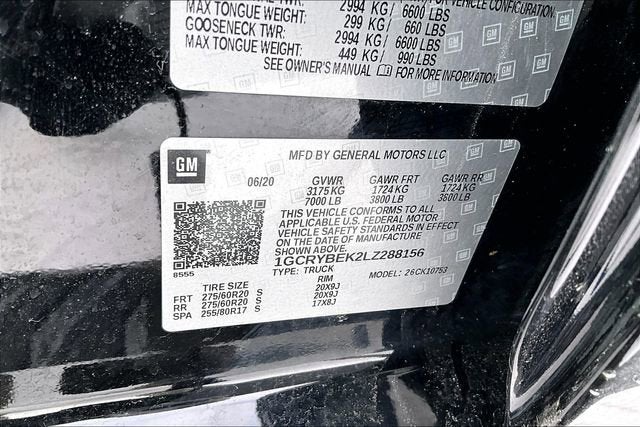 MAX TONGUE WEIGHT: 2994 KG / 6600 LBS
299 KG / 660 LBS
GOOSENECK TWR: 2994 KG / 6600 LBS
MAX TONGUE WEIGHT: 449 KG / 990 LBS
SEE OWNER'S MANUAL FOR MORE INFORMATION
GM
MFD BY GENERAL MOTORS LLC
06/20 GVWR GAWR FRT GAWR RR
3175 KG 1724 KG 1724 KG
7000 LB 3800 LB 3800 LB
THIS VEHICLE CONFORMS TO ALL
APPLICABLE U.S. FEDERAL MOTOR
VEHICLE SAFETY STANDARDS IN EFFECT
ON THE DATE OF MANUFACTURE
SHOWN ABOVE.
1GCRYBEK2LZ288156
8555
TYPE: TRUCK MODEL: 26CK10753
TIRE SIZE RIM
FRT 275/60R20 S 20X9J
RR 275/60R20 S 20X9J
SPA 255/80R17 S 17X8J